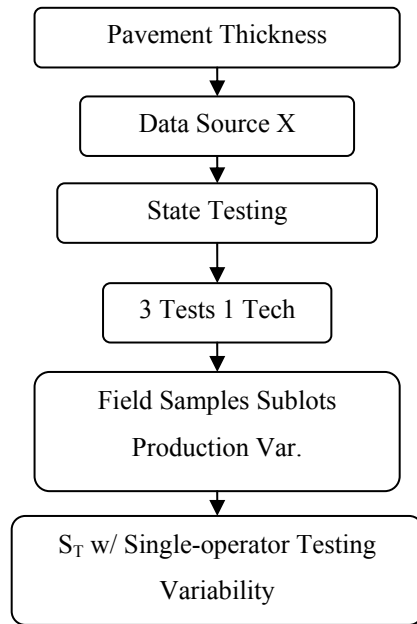 Pavement Thickness
Data Source X
State Testing
3 Tests 1 Tech
Field Samples Sublots
Production Var.
S_T w/ Single-operator Testing
Variability